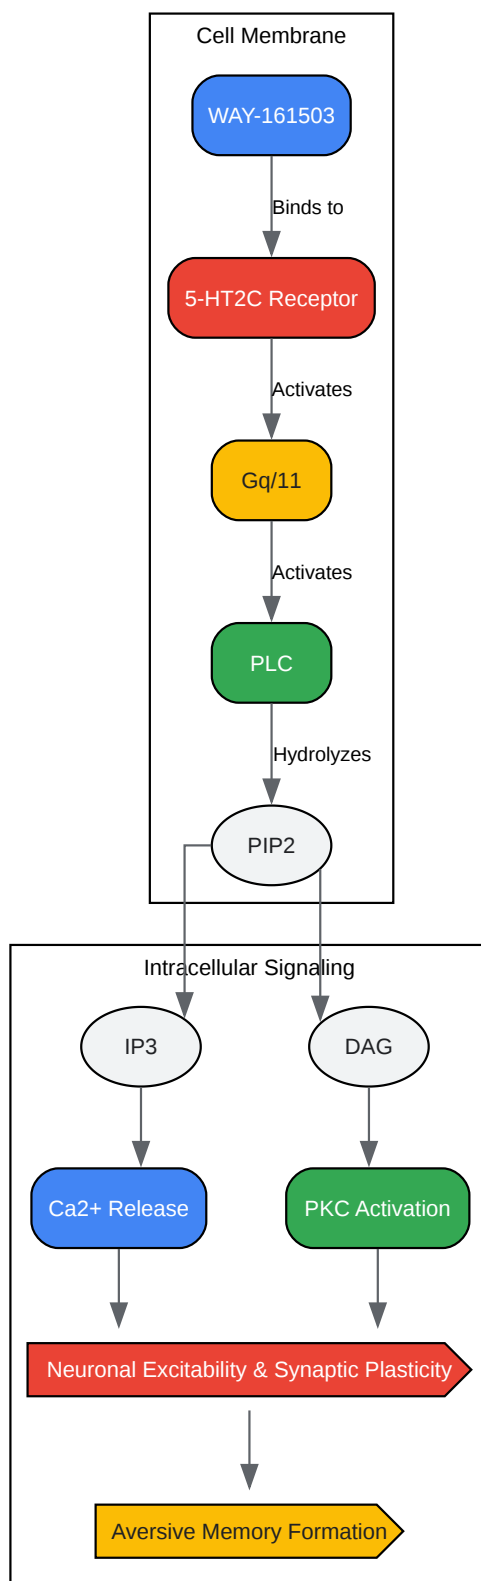 Cell Membrane
WAY-161503
Binds to
5-HT2C Receptor
Activates
Gq/11
Activates
PLC
Hydrolyzes
PIP2
Intracellular Signaling
IP3
DAG
Ca2+ Release
PKC Activation
Neuronal Excitability & Synaptic Plasticity
Aversive Memory Formation